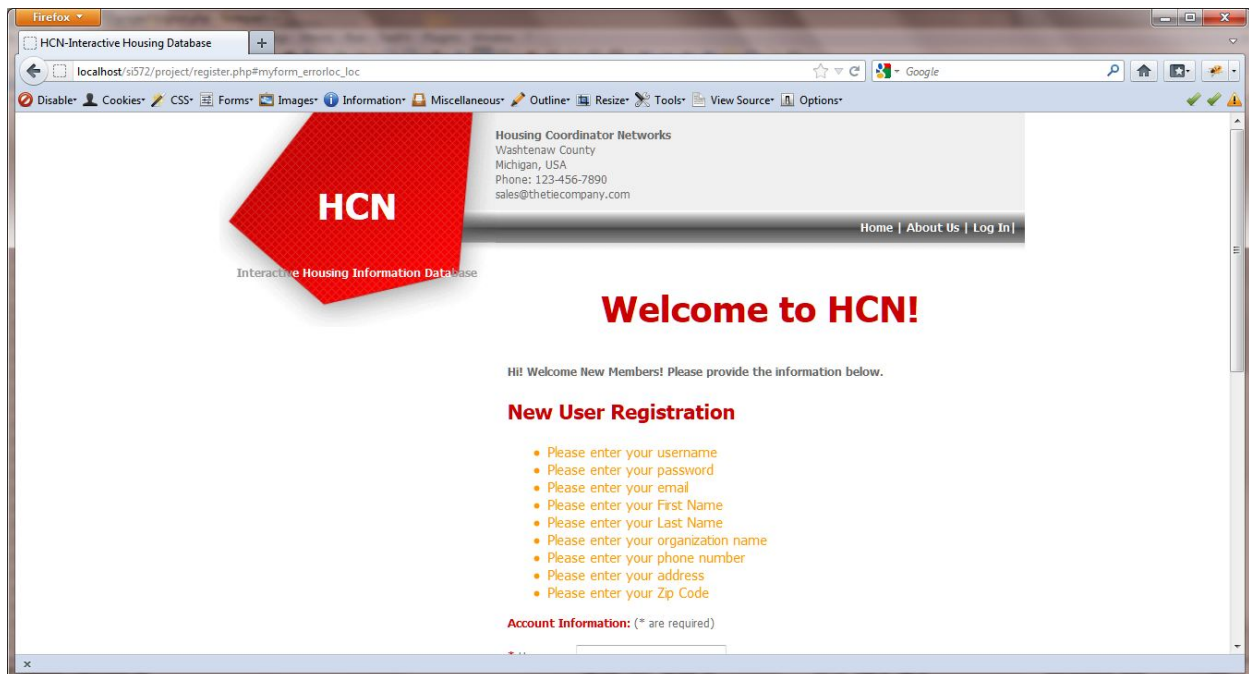 Firefox
HCN-Interactive Housing Database
localhost/si572/project/register.php#myform_errorloc_loc
Google
Disable Cookies CSS Forms Images Information Miscellaneous Outline Resize Tools View Source Options
Housing Coordinator Networks
Washtenaw County
Michigan, USA
Phone: 123-456-7890
sales@thetiecompany.com
HCN
Home | About Us | Log In|
Interactive Housing Information Database
Welcome to HCN!
Hi! Welcome New Members! Please provide the information below.
New User Registration
Please enter your username
Please enter your password
Please enter your email
Please enter your First Name
Please enter your Last Name
Please enter your organization name
Please enter your phone number
Please enter your address
Please enter your Zip Code
Account Information: (* are required)